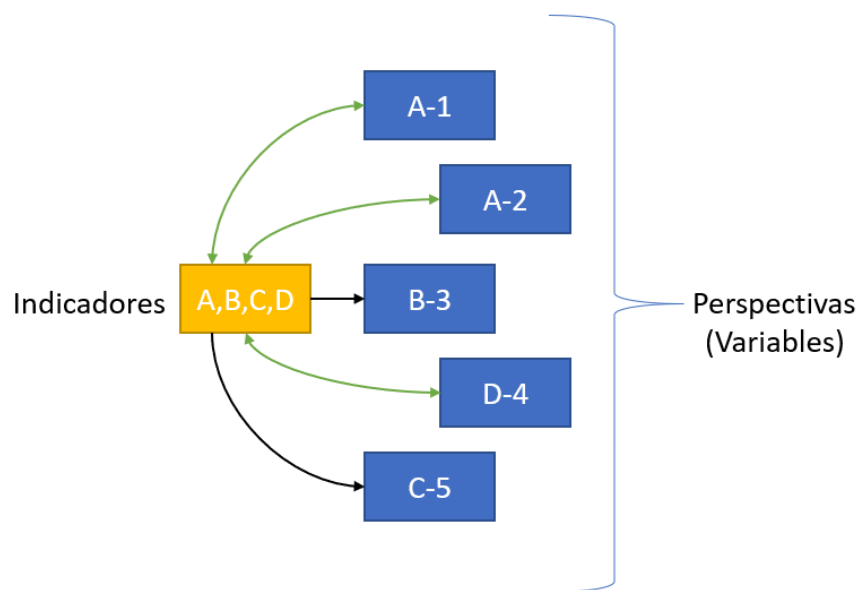 A-1
A-2
Indicadores
A,B,C,D
B-3
Perspectivas
(Variables)
D-4
C-5